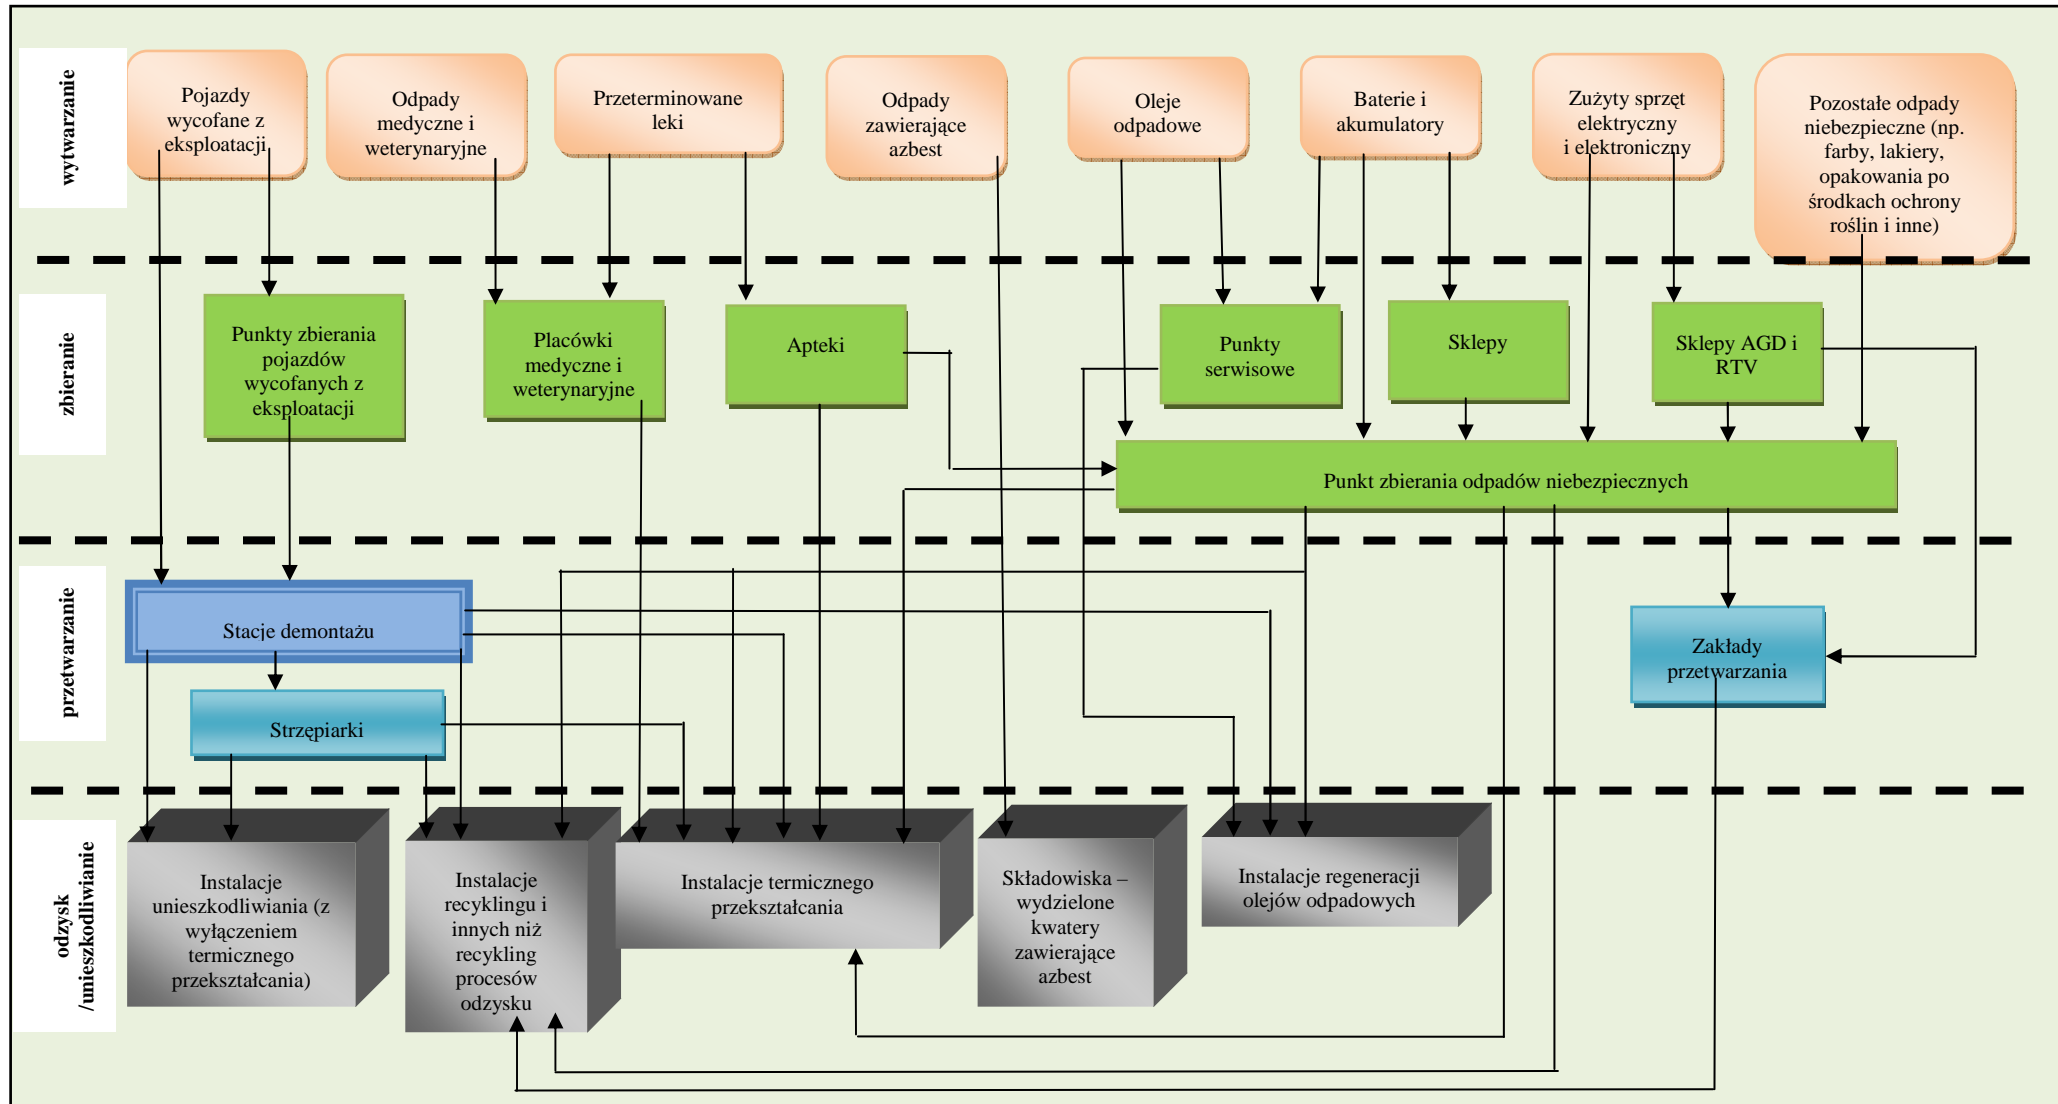 wytwarzanie
Pojazdy
wycofane z
eksploatacji
Odpady
medyczne i
weterynaryjne
Przeterminowane
leki
Odpady
zawierające
azbest
Oleje
odpadowe
Baterie i
akumulatory
Zużyty sprzęt
elektryczny
i elektroniczny
Pozostałe odpady
niebezpieczne (np.
farby, lakiery,
opakowania po
środkach ochrony
roślin i inne)
zbieranie
Punkty zbierania
pojazdów
wycofanych z
eksploatacji
Placówki
medyczne i
weterynaryjne
Apteki
Punkty
serwisowe
Sklepy
Sklepy AGD i
RTV
Punkt zbierania odpadów niebezpiecznych
przetwarzanie
Stacje demontażu
Strzępiarki
Zakłady
przetwarzania
odzysk
/unieszkodliwianie
Instalacje
unieszkodliwiania (z
wyłączeniem
termicznego
przekształcania)
Instalacje
recyklingu i
innych niż
recykling
procesów
odzysku
Instalacje termicznego
przekształcania
Składowiska –
wydzielone
kwatery
zawierające
azbest
Instalacje regeneracji
olejów odpadowych